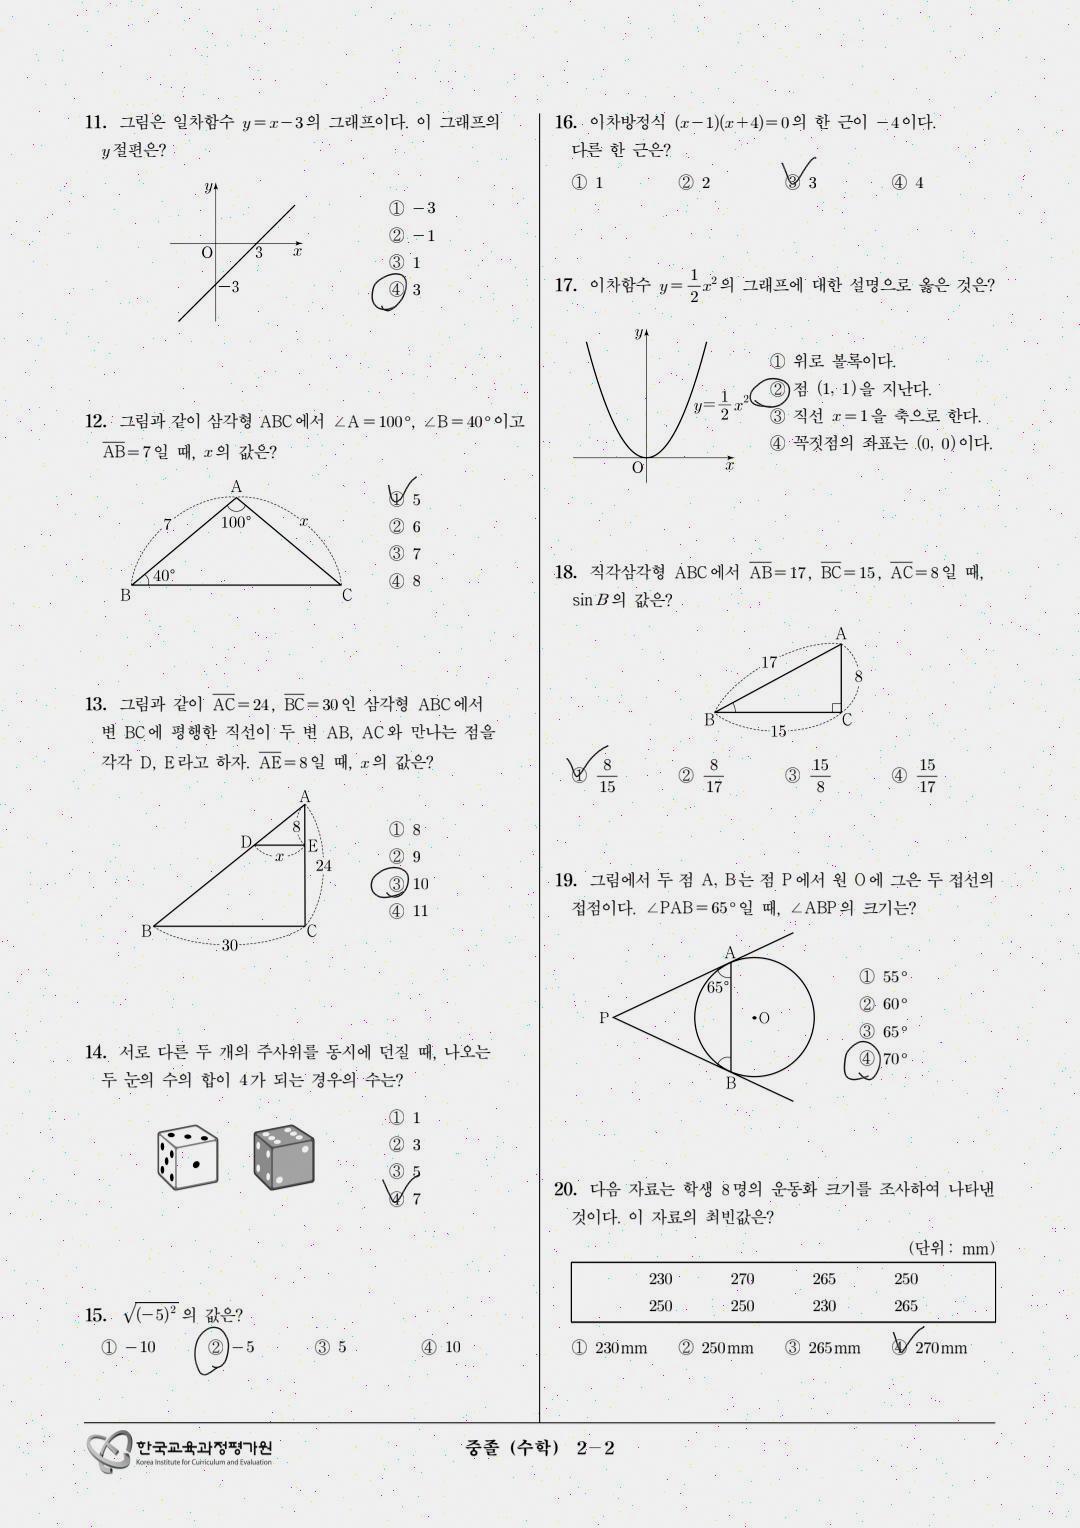 11. 그림은 일차함수 y=x-3의 그래프이다. 이 그래프의
y절편은?
y
O
3
x
-3
① -3
② -1
③ 1
④ 3
12. 그림과 같이 삼각형 ABC에서 ∠A=100°, ∠B=40°이고
AB=7일 때, x의 값은?
A
7
100°
x
40°
B
C
① 5
② 6
③ 7
④ 8
13. 그림과 같이 AC=24, BC=30인 삼각형 ABC에서
변 BC에 평행한 직선이 두 변 AB, AC와 만나는 점을
각각 D, E라고 하자. AE=8일 때, x의 값은?
A
8
D
E
x
24
B
C
30
① 8
② 9
③ 10
④ 11
14. 서로 다른 두 개의 주사위를 동시에 던질 때, 나오는
두 눈의 수의 합이 4가 되는 경우의 수는?
① 1
② 3
③ 5
④ 7
15. √(-5)² 의 값은?
① -10 ② -5 ③ 5 ④ 10
16. 이차방정식 (x-1)(x+4)=0의 한 근이 -4이다.
다른 한 근은?
① 1 ② 2 ③ 3 ④ 4
17. 이차함수 y=1/2x²의 그래프에 대한 설명으로 옳은 것은?
y
y=1/2x²
O
x
① 위로 볼록이다.
② 점 (1, 1)을 지난다.
③ 직선 x=1을 축으로 한다.
④ 꼭짓점의 좌표는 (0, 0)이다.
18. 직각삼각형 ABC에서 AB=17, BC=15, AC=8일 때,
sin B의 값은?
A
17
8
B
C
15
① 8/15 ② 8/17 ③ 15/8 ④ 15/17
19. 그림에서 두 점 A, B는 점 P에서 원 O에 그은 두 접선의
접점이다. ∠PAB=65°일 때, ∠ABP의 크기는?
A
65°
P
O
B
① 55°
② 60°
③ 65°
④ 70°
20. 다음 자료는 학생 8명의 운동화 크기를 조사하여 나타낸
것이다. 이 자료의 최빈값은?
(단위 : mm)
230 270 265 250
250 250 230 265
① 230mm ② 250mm ③ 265mm ④ 270mm
한국교육과정평가원
Korea Institute for Curriculum and Evaluation
중졸 (수학) 2-2